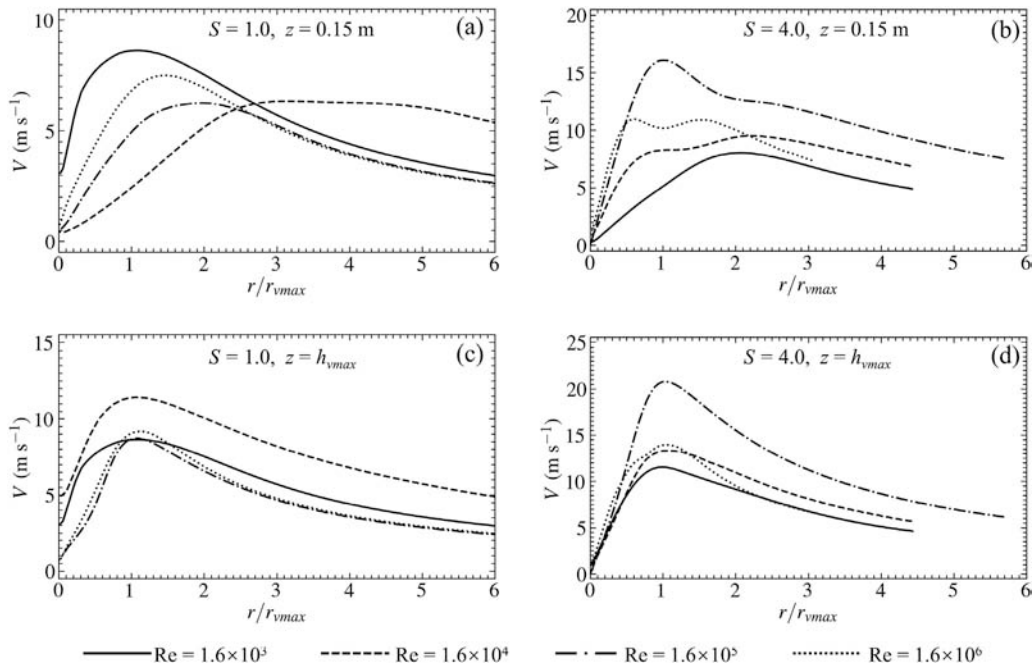 S = 1.0, z = 0.15 m (a)
10
5
0
V (m s⁻¹)
0 1 2 3 4 5 6
r/r_vmax
S = 4.0, z = 0.15 m (b)
20
15
10
5
0
V (m s⁻¹)
0 1 2 3 4 5 6
r/r_vmax
S = 1.0, z = h_vmax (c)
15
10
5
0
V (m s⁻¹)
0 1 2 3 4 5 6
r/r_vmax
S = 4.0, z = h_vmax (d)
25
20
15
10
5
0
V (m s⁻¹)
0 1 2 3 4 5 6
r/r_vmax
Re = 1.6×10³ Re = 1.6×10⁴ Re = 1.6×10⁵ Re = 1.6×10⁶